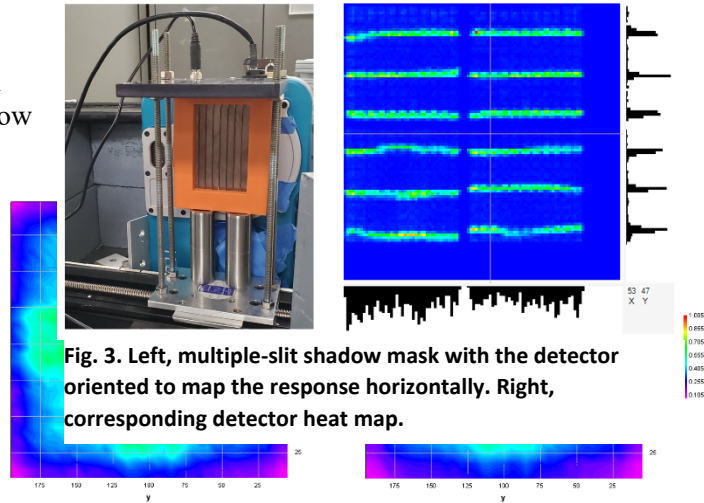 ow
53 47
X Y
1.005
0.855
0.705
0.555
0.405
0.255
0.105
Fig. 3. Left, multiple-slit shadow mask with the detector
oriented to map the response horizontally. Right,
corresponding detector heat map.
25
25
175 150 125 100 75 50 25
y
175 150 125 100 75 50 25
y